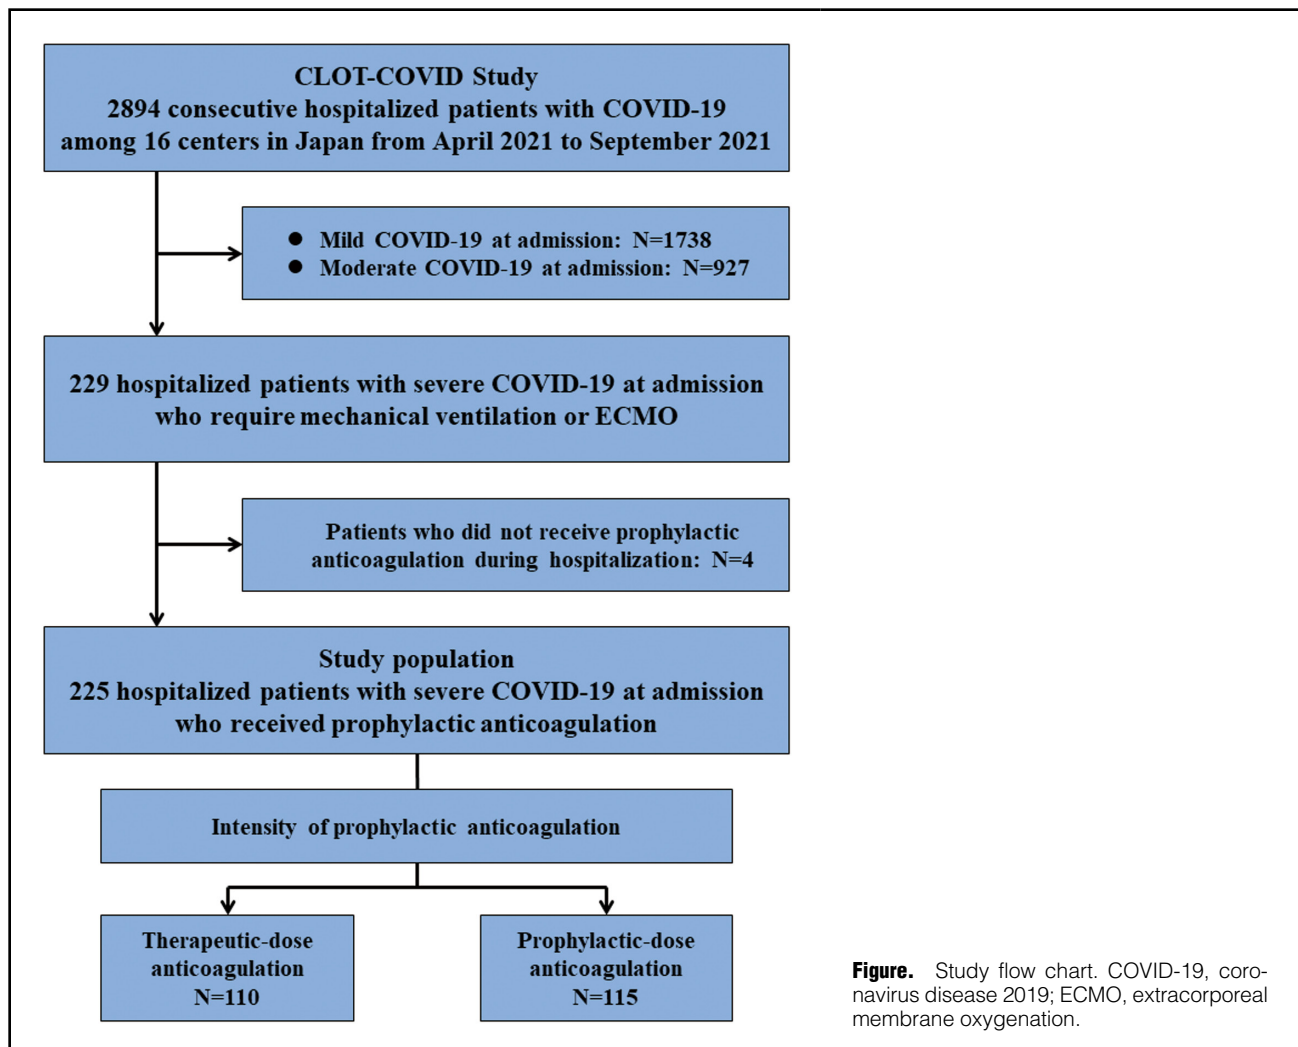 CLOT-COVID Study
2894 consecutive hospitalized patients with COVID-19
among 16 centers in Japan from April 2021 to September 2021
● Mild COVID-19 at admission: N=1738
● Moderate COVID-19 at admission: N=927
229 hospitalized patients with severe COVID-19 at admission
who require mechanical ventilation or ECMO
Patients who did not receive prophylactic
anticoagulation during hospitalization: N=4
Study population
225 hospitalized patients with severe COVID-19 at admission
who received prophylactic anticoagulation
Intensity of prophylactic anticoagulation
Therapeutic-dose
anticoagulation
N=110
Prophylactic-dose
anticoagulation
N=115
Figure. Study flow chart. COVID-19, coro-
navirus disease 2019; ECMO, extracorporeal
membrane oxygenation.